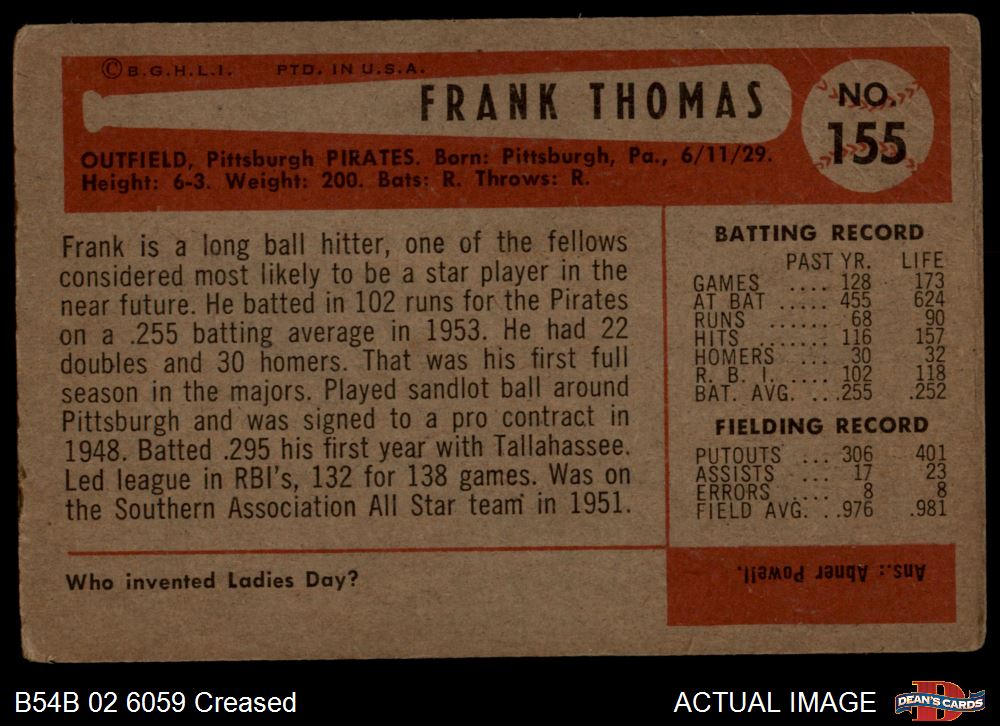 © B.G.H.L.I. PTD. IN U.S.A.
FRANK THOMAS
NO.
155
OUTFIELD, Pittsburgh PIRATES. Born: Pittsburgh, Pa., 6/11/29.
Height: 6-3. Weight: 200. Bats: R. Throws: R.
Frank is a long ball hitter, one of the fellows
considered most likely to be a star player in the
near future. He batted in 102 runs for the Pirates
on a .255 batting average in 1953. He had 22
doubles and 30 homers. That was his first full
season in the majors. Played sandlot ball around
Pittsburgh and was signed to a pro contract in
1948. Batted .295 his first year with Tallahassee.
Led league in RBI's, 132 for 138 games. Was on
the Southern Association All Star team in 1951.
Who invented Ladies Day?
BATTING RECORD
PAST YR. LIFE
GAMES .... 128 173
AT BAT ..... 455 624
RUNS ....... 68 90
HITS ........ 116 157
HOMERS .... 30 32
R. B. I. ...... 102 118
BAT. AVG. ...255 .252
FIELDING RECORD
PUTOUTS ... 306 401
ASSISTS .... 17 23
ERRORS ..... 8 8
FIELD AVG. ..976 .981
Ans.: Abner Powell.
B54B 02 6059 Creased
ACTUAL IMAGE
DEAN'S CARDS